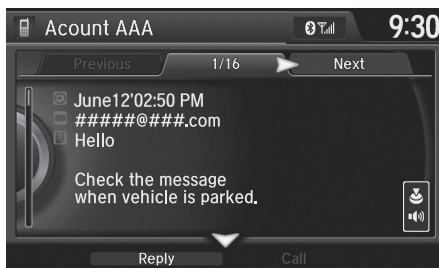 Acount AAA
9:30
Previous
1/16
Next
June12'02:50 PM
#####@###.com
Hello
Check the message
when vehicle is parked.
Reply
Call